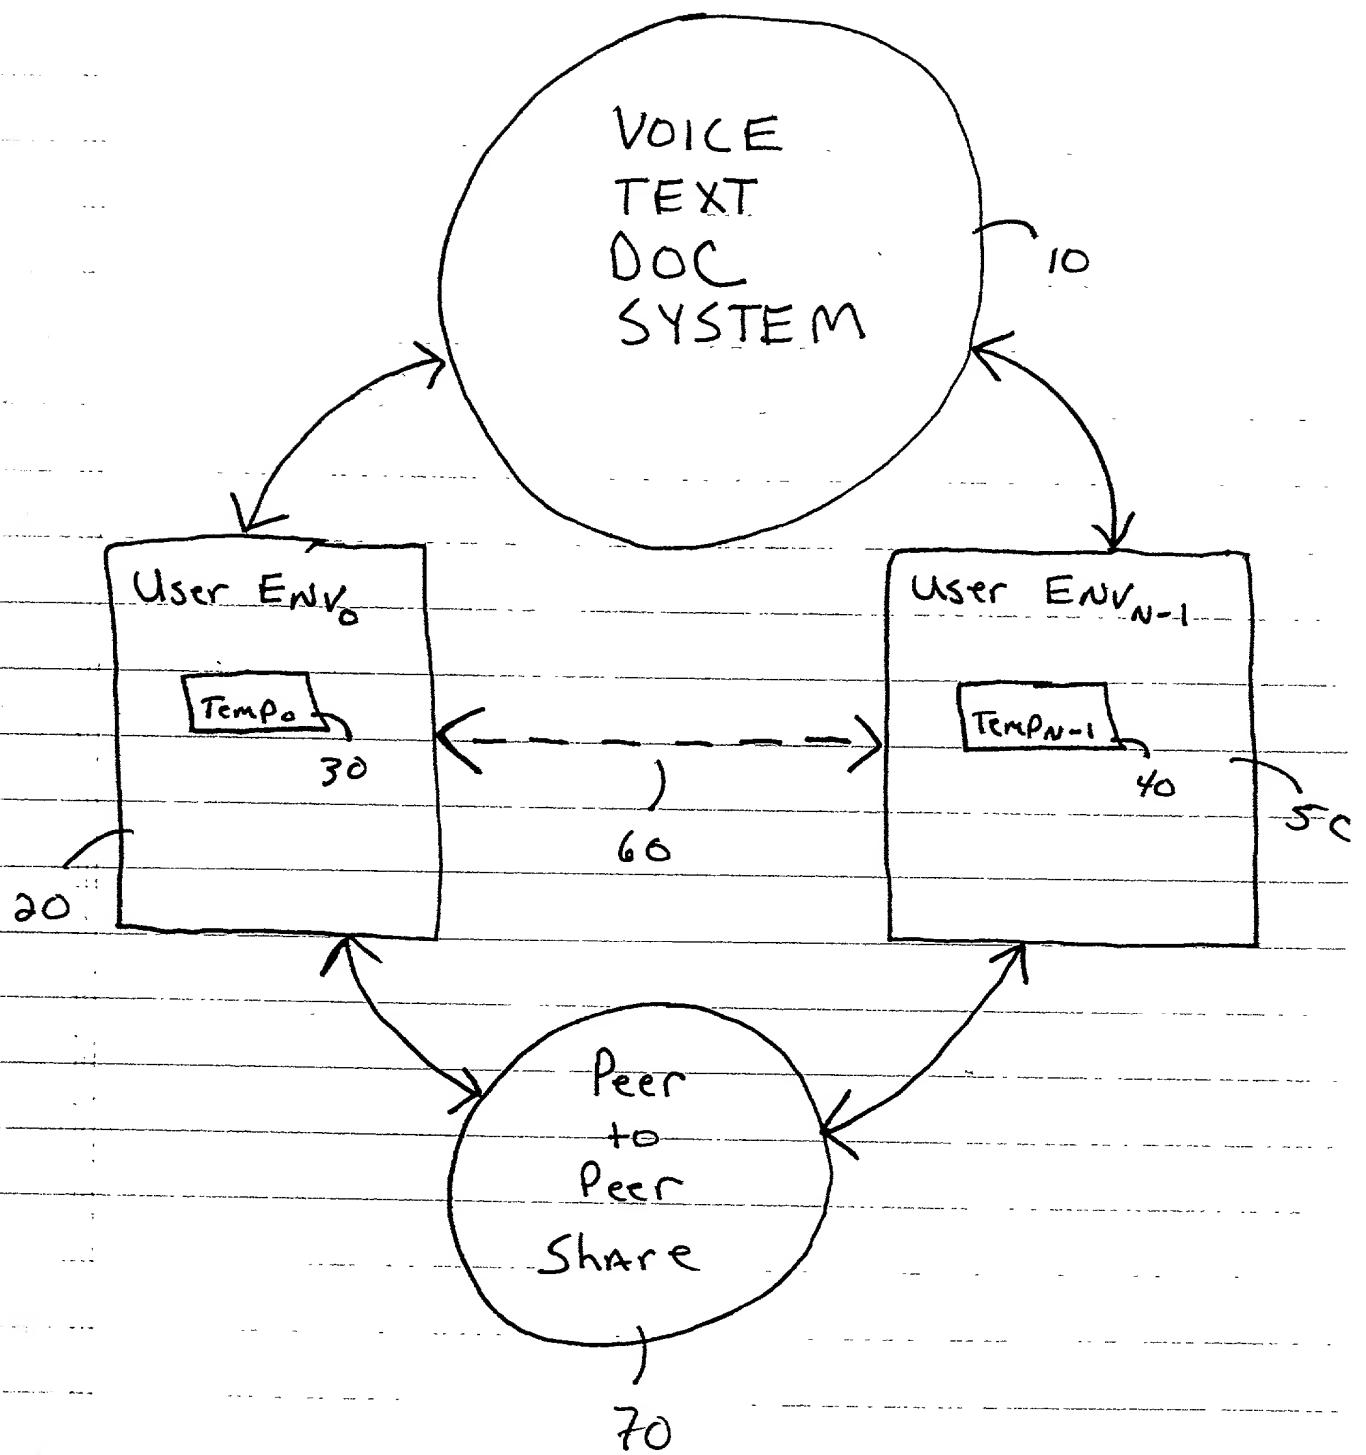 VOICE
TEXT
DOC
SYSTEM
10
User ENV0
Temp0
30
20
60
User ENVN-1
TempN-1
40
50
Peer
to
Peer
Share
70